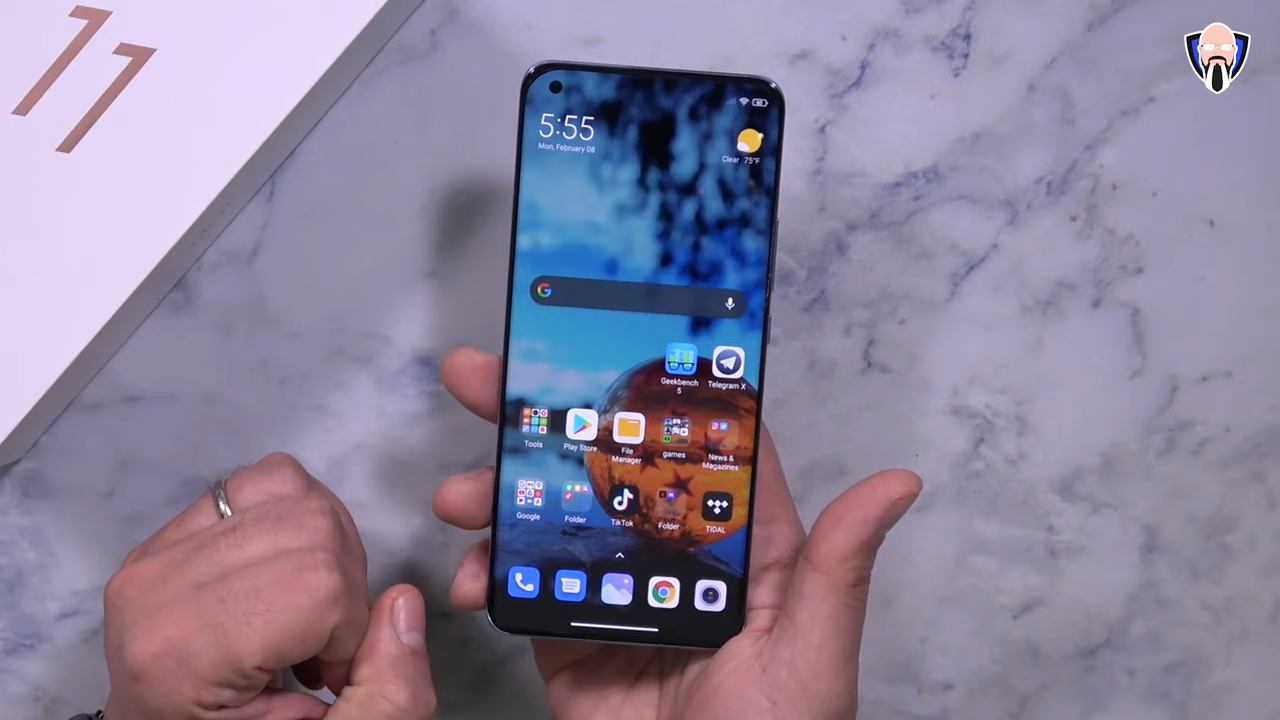 11
5:55
Mon, February 08
Clear 75°F
Geekbench 5
Telegram X
Tools
Play Store
File Manager
games
News & Magazines
Google
Folder
TikTok
Folder
TIDAL